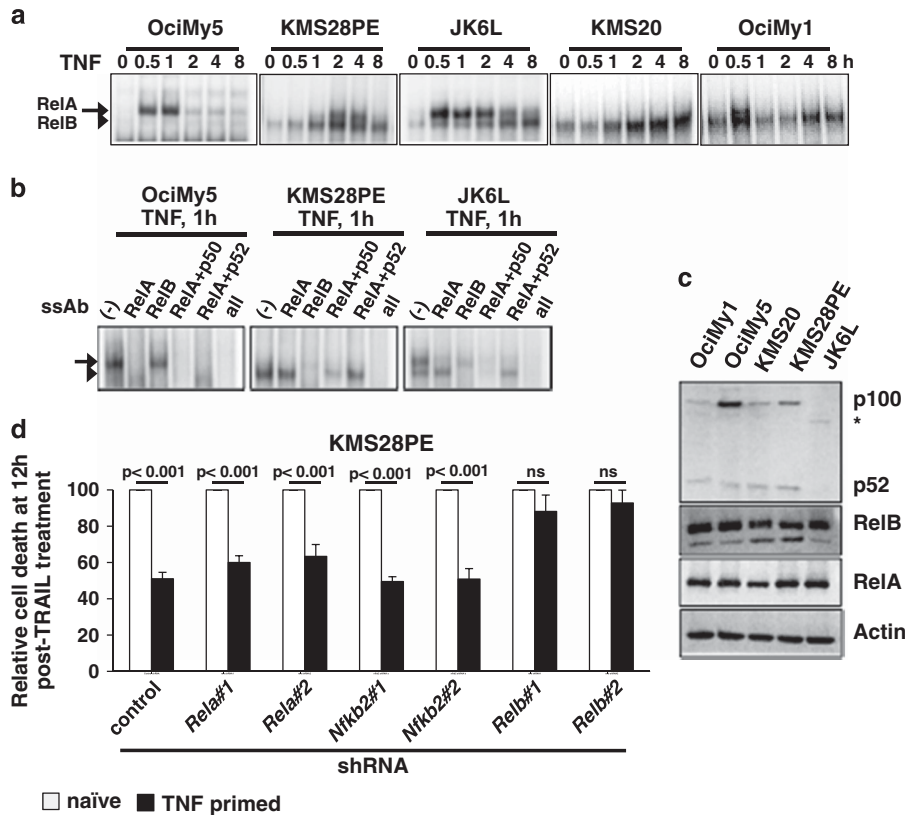 a
OciMy5 KMS28PE JK6L KMS20 OciMy1
TNF 0 0.5 1 2 4 8 0 0.5 1 2 4 8 0 0.5 1 2 4 8 0 0.5 1 2 4 8 0 0.5 1 2 4 8 h
RelA
RelB
b
OciMy5 KMS28PE JK6L
TNF, 1h TNF, 1h TNF, 1h
ssAb (-) RelA RelB RelA+p50 RelA+p52 all (-) RelA RelB RelA+p50 RelA+p52 all (-) RelA RelB RelA+p50 RelA+p52 all
c
OciMy1 OciMy5 KMS20 KMS28PE JK6L
p100
*
p52
RelB
RelA
Actin
d
KMS28PE
p< 0.001 p< 0.001 p< 0.001 p< 0.001 p< 0.001 ns ns
Relative cell death at 12h
post-TRAIL treatment
100
80
60
40
20
0
control Rela#1 Rela#2 Nfkb2#1 Nfkb2#2 Relb#1 Relb#2
shRNA
naïve TNF primed